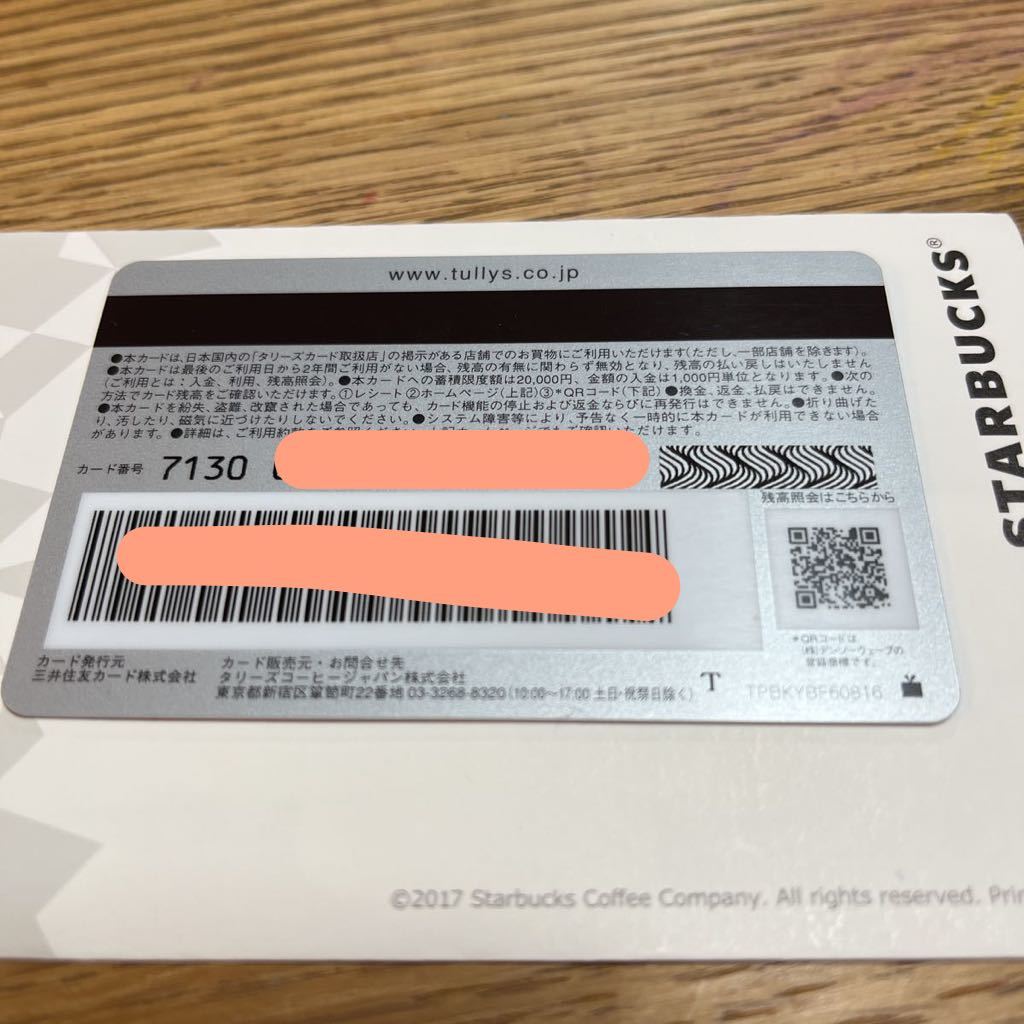 www.tullys.co.jp
●本カードは、日本国内の「タリーズカード取扱店」の掲示がある店舗でのお買物にご利用いただけます(ただし、一部店舗を除きます)。
●本カードは最後のご利用日から2年間ご利用がない場合、残高の有無に関わらず無効となり、残高の払い戻しはいたしません
(ご利用とは:入金、利用、残高照会)。●本カードへの蓄積限度額は20,000円、金額の入金は1,000円単位となります。●次の
方法でカード残高をご確認いただけます。①レシート②ホームページ(上記)③*QRコード(下記)●換金、返金、払戻はできません。
●本カードを紛失、盗難、改竄された場合であっても、カード機能の停止および返金ならびに再発行はできません。●折り曲げた
り、汚したり、磁気に近づけたりしないでください。●システム障害等により、予告なく一時的に本カードが利用できない場合
があります。●詳細は、ご利用約款を
でもご確認いただけます。
カード番号 7130
残高照会はこちらから
*QRコードは
(株)デンソーウェーブの
登録商標です。
カード発行元
三井住友カード株式会社
カード販売元・お問合せ先
タリーズコーヒージャパン株式会社
東京都新宿区箪笥町22番地 03-3268-8320(10:00〜17:00 土日・祝祭日除く)
T
TPBKYBF60816
STARBUCKS®
©2017 Starbucks Coffee Company. All rights reserved. Prin